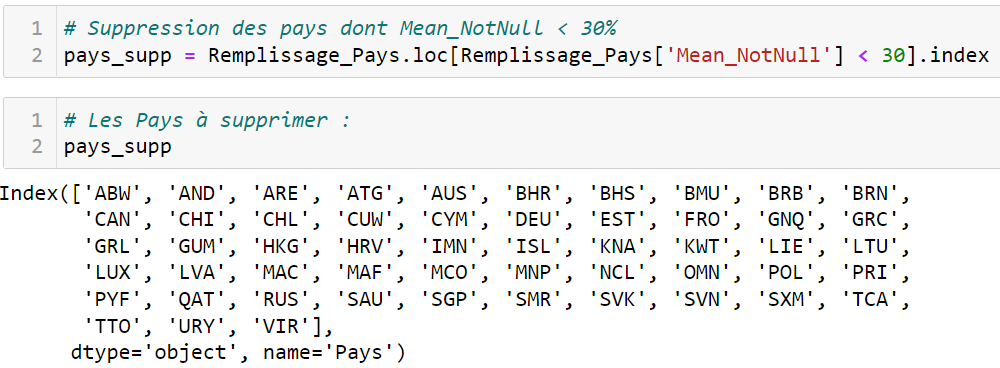 1 # Suppression des pays dont Mean_NotNull < 30%
2 pays_supp = Remplissage_Pays.loc[Remplissage_Pays['Mean_NotNull'] < 30].index
1 # Les Pays à supprimer :
2 pays_supp
Index(['ABW', 'AND', 'ARE', 'ATG', 'AUS', 'BHR', 'BHS', 'BMU', 'BRB', 'BRN',
'CAN', 'CHI', 'CHL', 'CUW', 'CYM', 'DEU', 'EST', 'FRO', 'GNQ', 'GRC',
'GRL', 'GUM', 'HKG', 'HRV', 'IMN', 'ISL', 'KNA', 'KWT', 'LIE', 'LTU',
'LUX', 'LVA', 'MAC', 'MAF', 'MCO', 'MNP', 'NCL', 'OMN', 'POL', 'PRI',
'PYF', 'QAT', 'RUS', 'SAU', 'SGP', 'SMR', 'SVK', 'SVN', 'SXM', 'TCA',
'TTO', 'URY', 'VIR'],
dtype='object', name='Pays')